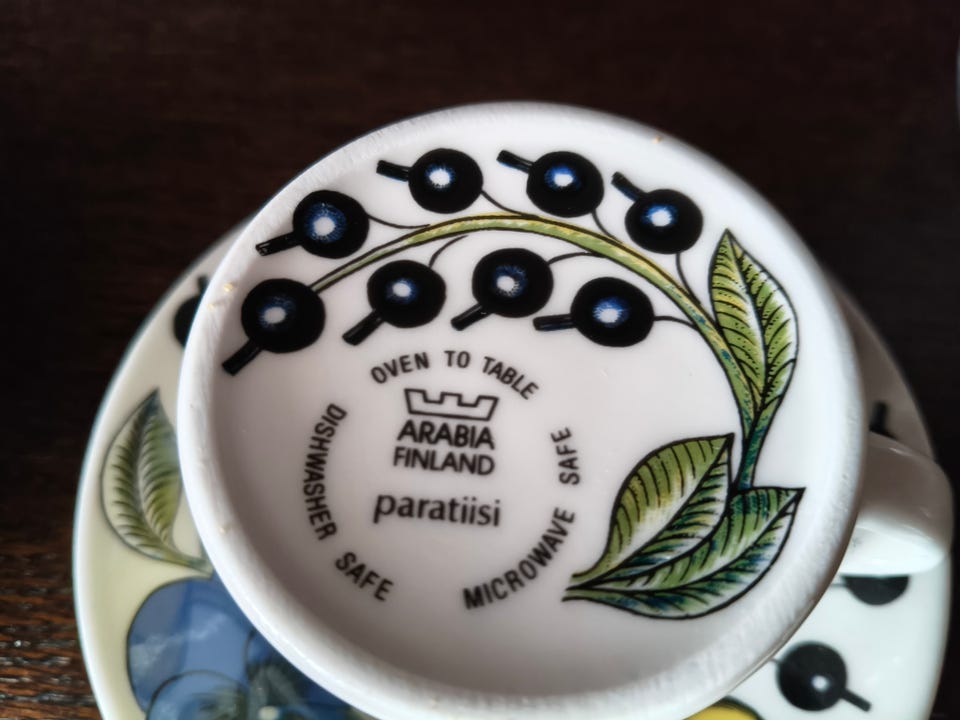 OVEN TO TABLE
ARABIA
FINLAND
paratiisi
DISHWASHER SAFE
MICROWAVE SAFE